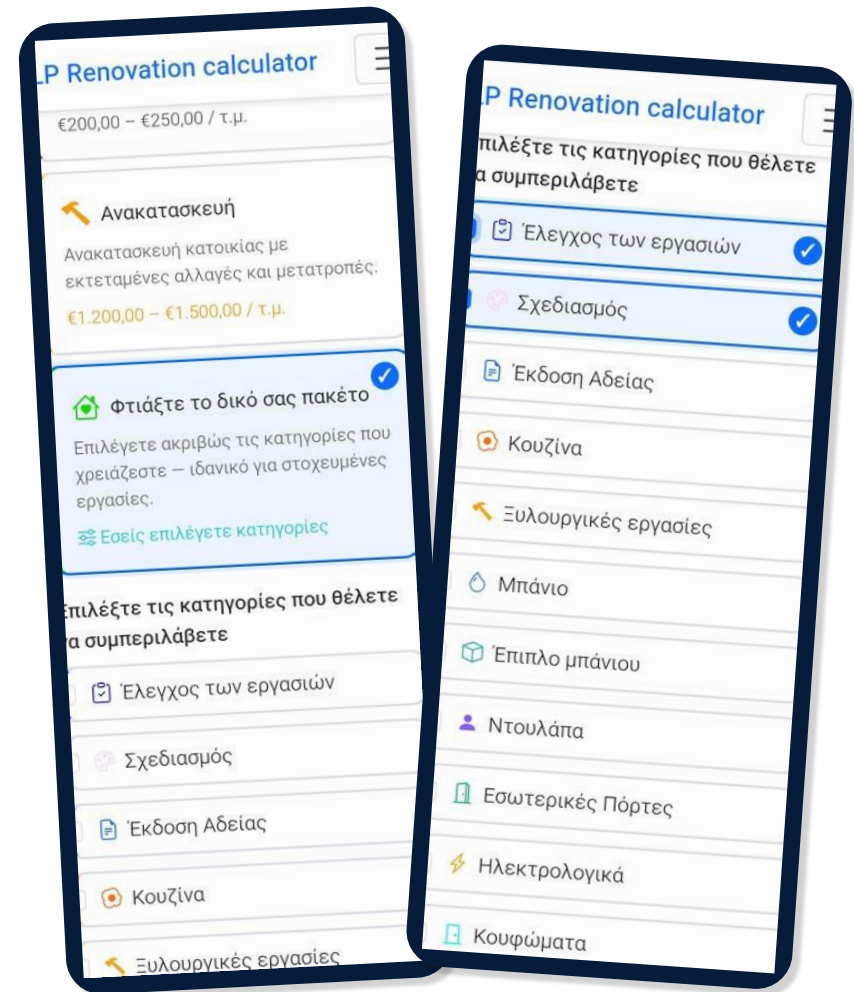 LP Renovation calculator
€200,00 – €250,00 / τ.μ.
Ανακατασκευή
Ανακατασκευή κατοικίας με
εκτεταμένες αλλαγές και μετατροπές.
€1.200,00 – €1.500,00 / τ.μ.
Φτιάξτε το δικό σας πακέτο
Επιλέγετε ακριβώς τις κατηγορίες που
χρειάζεστε — ιδανικό για στοχευμένες
εργασίες.
Εσείς επιλέγετε κατηγορίες
Επιλέξτε τις κατηγορίες που θέλετε
να συμπεριλάβετε
Έλεγχος των εργασιών
Σχεδιασμός
Έκδοση Αδείας
Κουζίνα
Ξυλουργικές εργασίες
LP Renovation calculator
πιλέξτε τις κατηγορίες που θέλετε
α συμπεριλάβετε
Έλεγχος των εργασιών
Σχεδιασμός
Έκδοση Αδείας
Κουζίνα
Ξυλουργικές εργασίες
Μπάνιο
Έπιπλο μπάνιου
Ντουλάπα
Εσωτερικές Πόρτες
Ηλεκτρολογικά
Κουφώματα